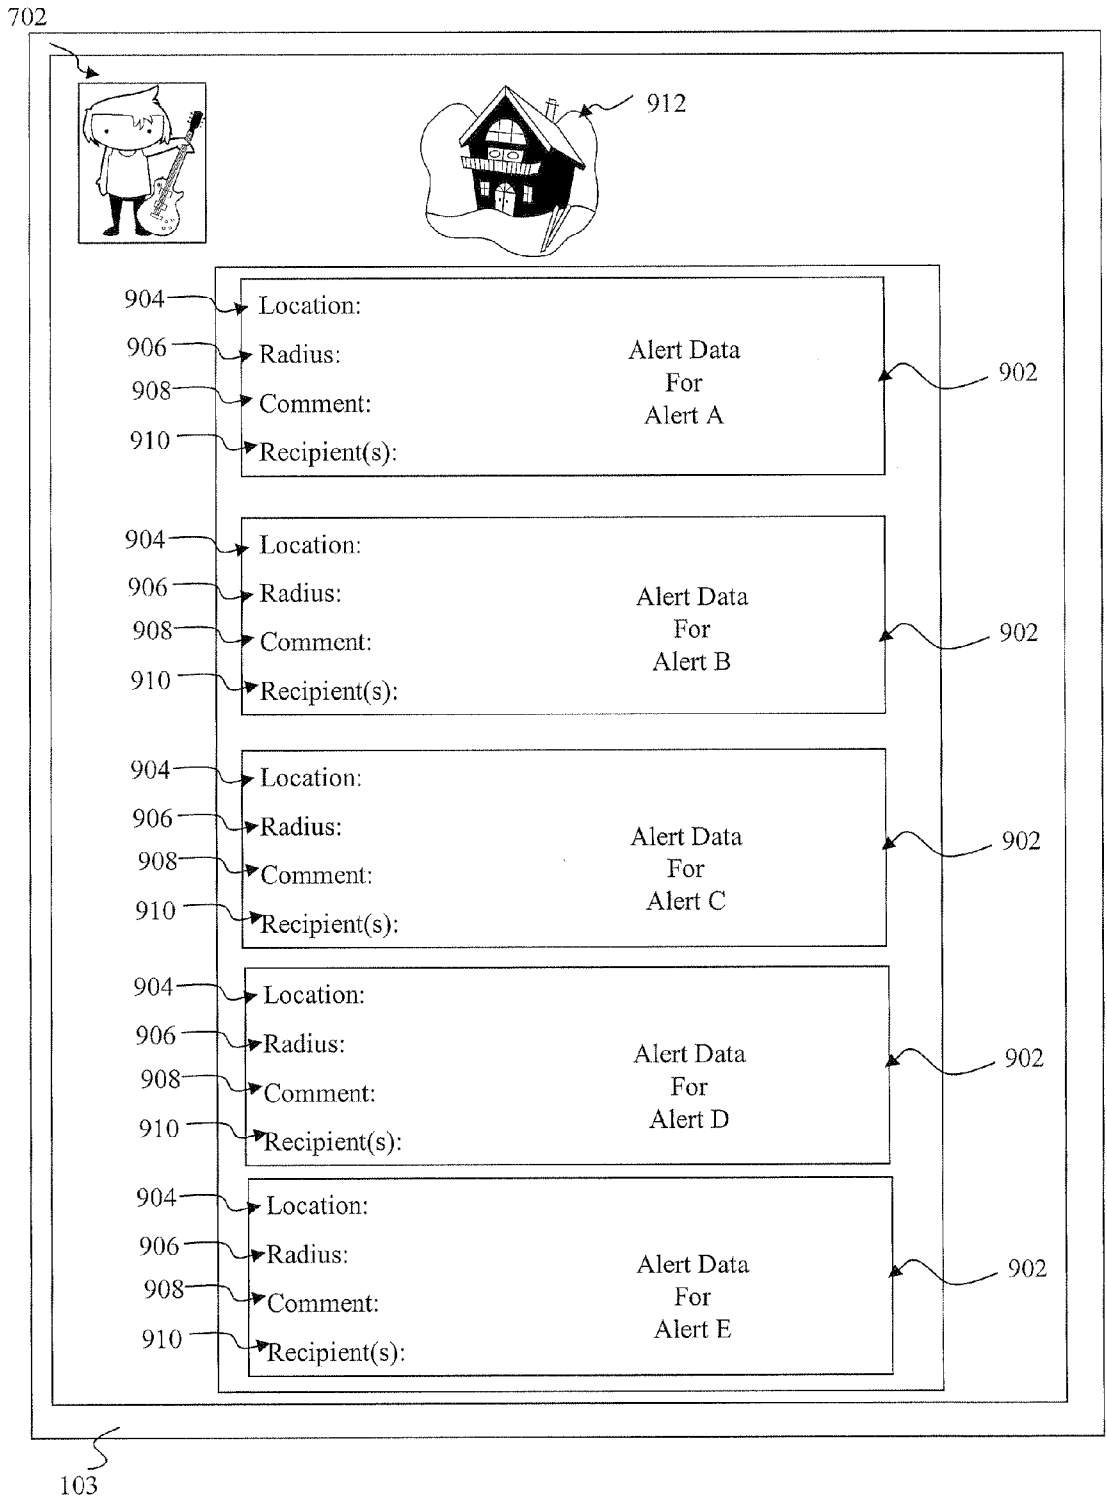 702
912
904 Location:
906 Radius:
908 Comment:
910 Recipient(s):
Alert Data
For
Alert A
902
904 Location:
906 Radius:
908 Comment:
910 Recipient(s):
Alert Data
For
Alert B
902
904 Location:
906 Radius:
908 Comment:
910 Recipient(s):
Alert Data
For
Alert C
902
904 Location:
906 Radius:
908 Comment:
910 Recipient(s):
Alert Data
For
Alert D
902
904 Location:
906 Radius:
908 Comment:
910 Recipient(s):
Alert Data
For
Alert E
902
103